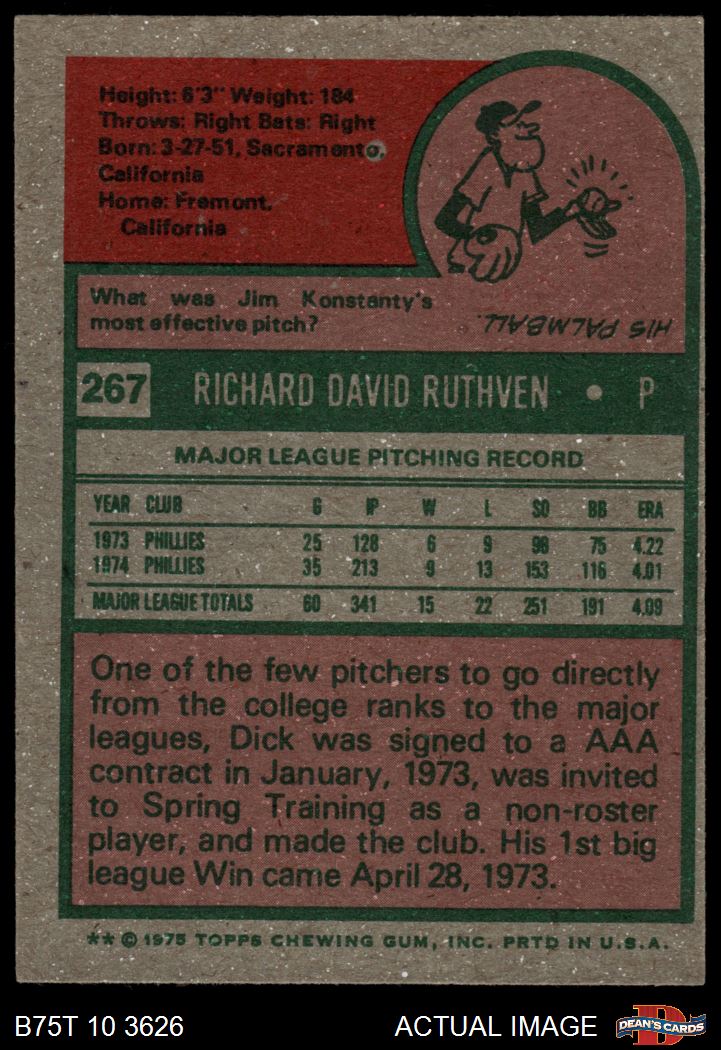 Height: 6'3" Weight: 184
Throws: Right Bats: Right
Born: 3-27-51, Sacramento,
California
Home: Fremont,
California
What was Jim Konstanty's
most effective pitch?
HIS PALMBALL.
267 RICHARD DAVID RUTHVEN • P
MAJOR LEAGUE PITCHING RECORD
YEAR CLUB G IP W L SO BB ERA
1973 PHILLIES 25 128 6 9 98 75 4.22
1974 PHILLIES 35 213 9 13 153 116 4.01
MAJOR LEAGUE TOTALS 60 341 15 22 251 191 4.09
One of the few pitchers to go directly
from the college ranks to the major
leagues, Dick was signed to a AAA
contract in January, 1973, was invited
to Spring Training as a non-roster
player, and made the club. His 1st big
league Win came April 28, 1973.
** © 1975 TOPPS CHEWING GUM, INC. PRTD IN U.S.A.
B75T 10 3626
ACTUAL IMAGE
D
DEAN'S CARDS